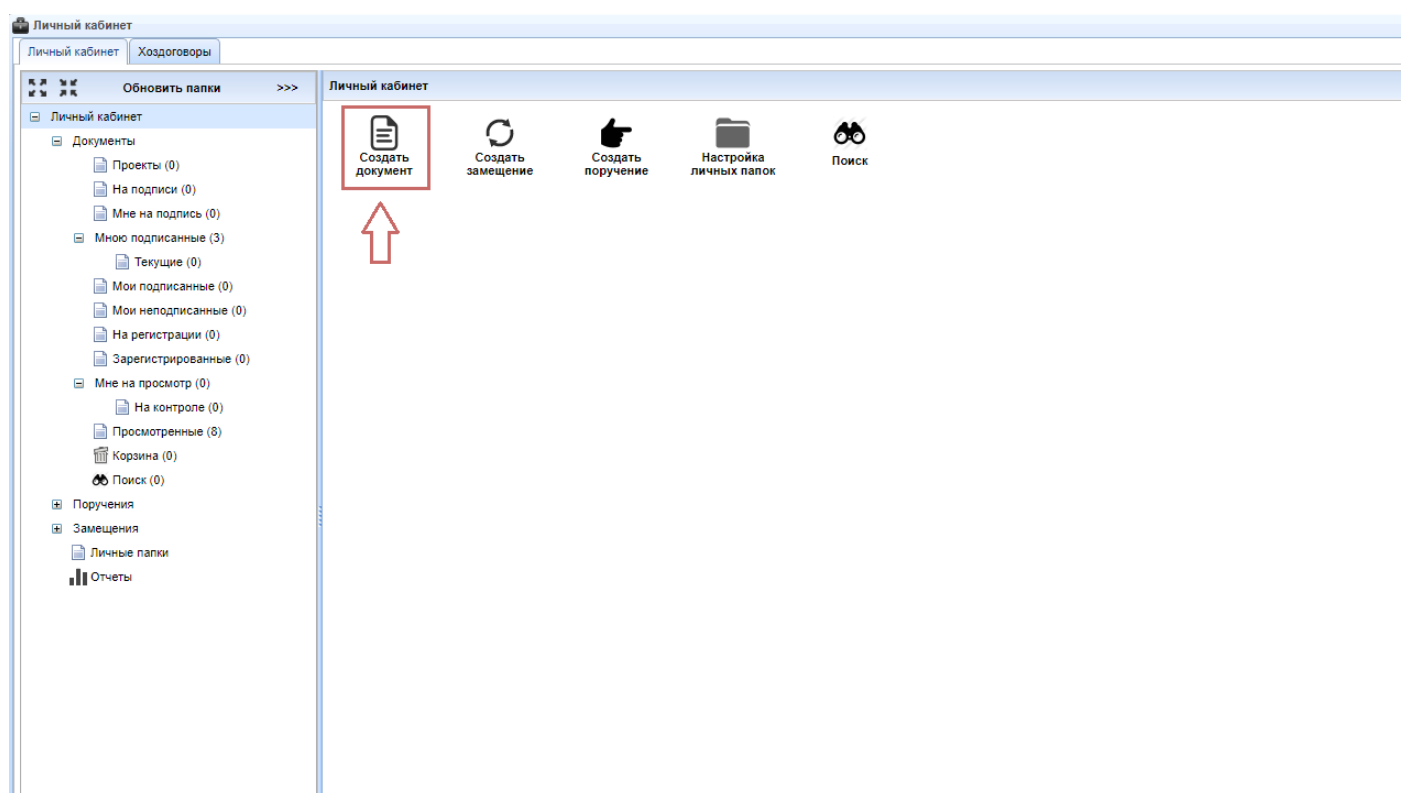 Личный кабинет
Личный кабинет Хоздоговоры
Обновить папки >>>
Личный кабинет
Документы
Проекты (0)
На подписи (0)
Мне на подпись (0)
Мною подписанные (3)
Текущие (0)
Мои подписанные (0)
Мои неподписанные (0)
На регистрации (0)
Зарегистрированные (0)
Мне на просмотр (0)
На контроле (0)
Просмотренные (8)
Корзина (0)
Поиск (0)
Поручения
Замещения
Личные папки
Отчеты
Личный кабинет
Создать
документ
Создать
замещение
Создать
поручение
Настройка
личных папок
Поиск